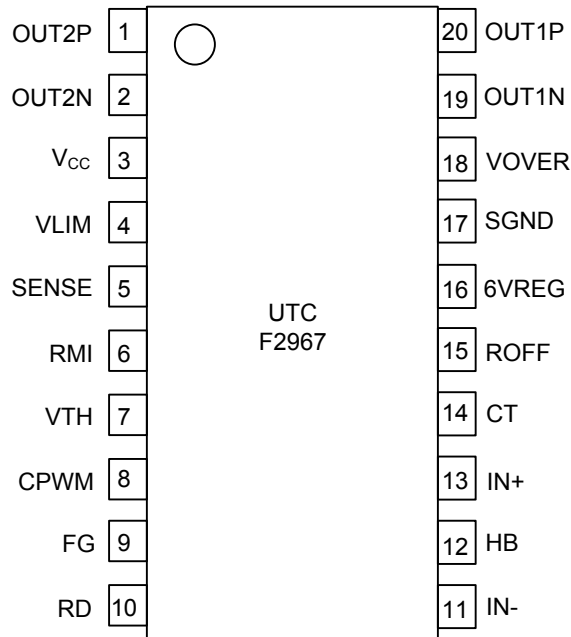 OUT2P 1 20 OUT1P
OUT2N 2 19 OUT1N
VCC 3 18 VOVER
VLIM 4 17 SGND
SENSE 5 16 6VREG
UTC
F2967
RMI 6 15 ROFF
VTH 7 14 CT
CPWM 8 13 IN+
FG 9 12 HB
RD 10 11 IN-